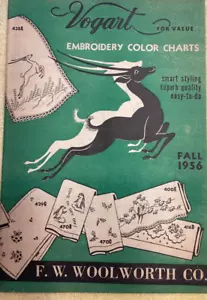 Vogart FOR VALUE
EMBROIDERY COLOR CHARTS
smart styling
superb quality
easy-to-do
FALL
1956
F. W. WOOLWORTH CO.